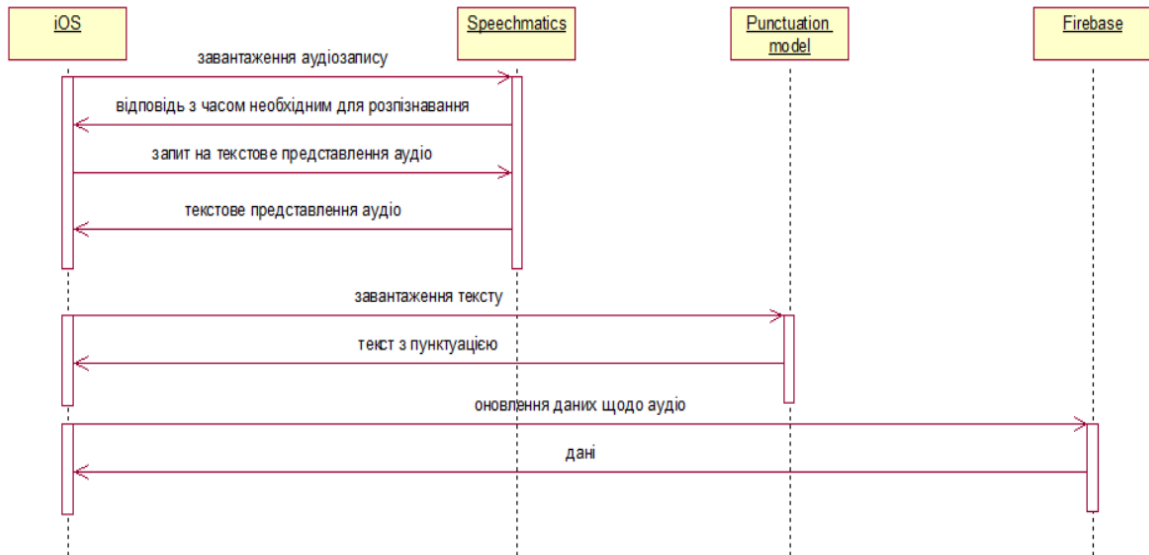 iOS
Speechmatics
Punctuation
model
Firebase
завантаження аудіозапису
відповідь з часом необхідним для розпізнавання
запит на текстове представлення аудіо
текстове представлення аудіо
завантаження тексту
текст з пунктуацією
оновлення даних щодо аудіо
дані